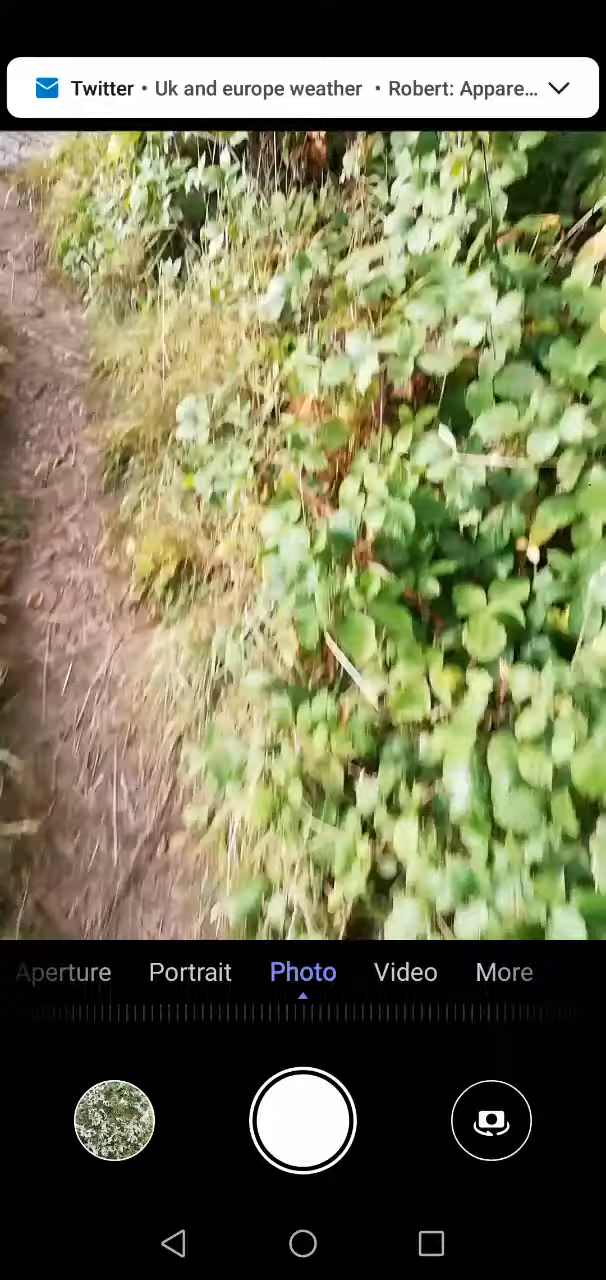 Twitter • Uk and europe weather • Robert: Appare...
Aperture Portrait Photo Video More